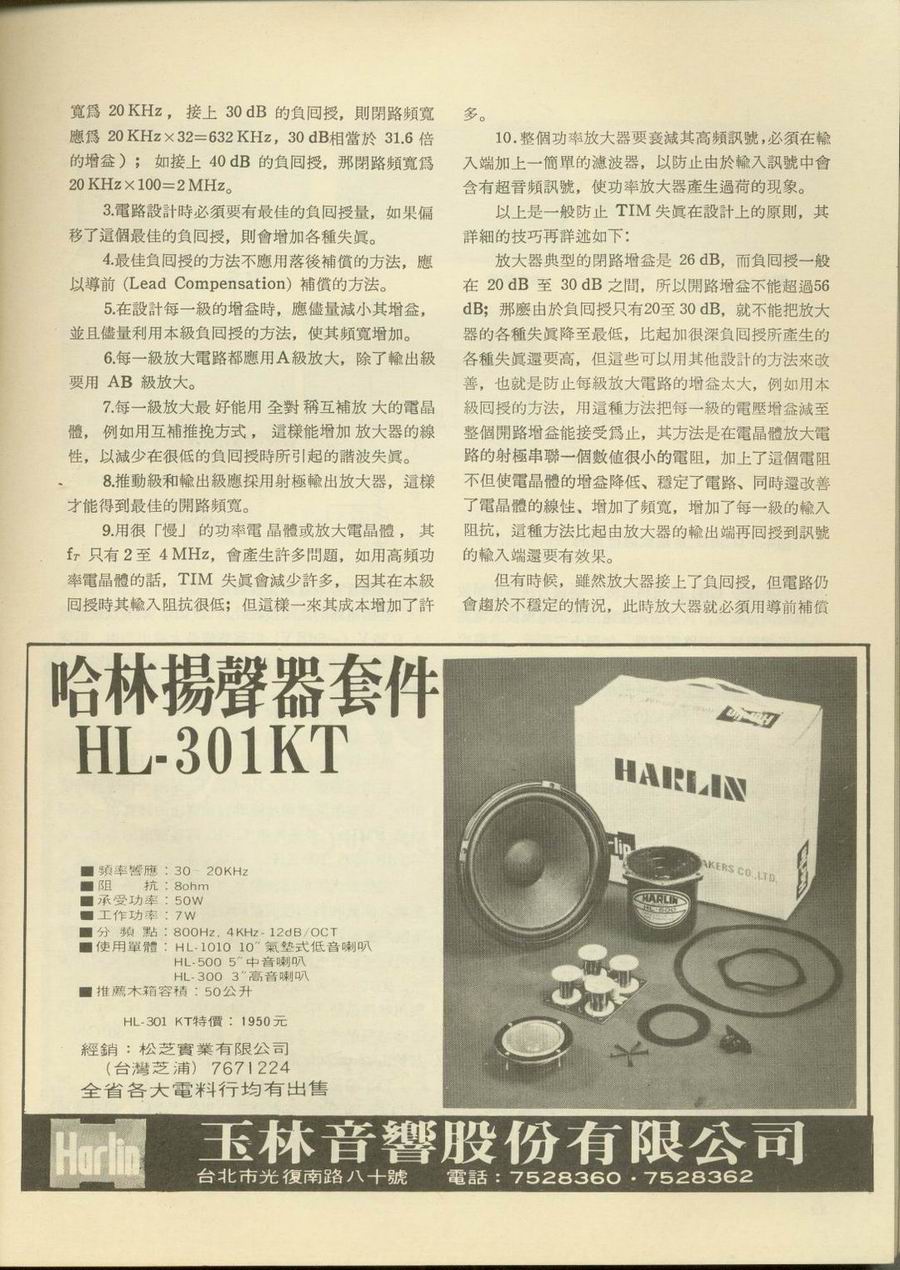 寬爲 20 KHz， 接上 30 dB 的負囘授，則閉路頻寬
應爲 20 KHz×32=632 KHz，30 dB相當於 31.6 倍
的增益）；如接上 40 dB 的負囘授，那閉路頻寬爲
20 KHz×100=2 MHz。
3.電路設計時必須要有最佳的負囘授量，如果偏
移了這個最佳的負囘授，則會增加各種失眞。
4.最佳負囘授的方法不應用落後補償的方法，應
以導前 (Lead Compensation) 補償的方法。
5.在設計每一級的增益時，應儘量減小其增益，
並且儘量利用本級負囘授的方法，使其頻寬增加。
6.每一級放大電路都應用A級放大，除了輸出級
要用 AB 級放大。
7.每一級放大最 好能用 全對 稱互補放 大的電晶
體，例如用互補推挽方式， 這樣能增加 放大器的線
性，以減少在很低的負囘授時所引起的諧波失眞。
8.推動級和輸出級應採用射極輸出放大器，這樣
才能得到最佳的開路頻寬。
9.用很「慢」的功率電 晶體或放大電晶體， 其
fT 只有 2 至 4 MHz，會產生許多問題，如用高頻功
率電晶體的話，TIM 失眞會減少許多，因其在本級
囘授時其輸入阻抗很低；但這樣一來其成本增加了許
多。
10.整個功率放大器要衰減其高頻訊號，必須在輸
入端加上一簡單的濾波器，以防止由於輸入訊號中會
含有超音頻訊號，使功率放大器產生過荷的現象。
以上是一般防止 TIM 失眞在設計上的原則，其
詳細的技巧再詳述如下：
放大器典型的閉路增益是 26 dB，而負囘授一般
在 20 dB 至 30 dB 之間，所以開路增益不能超過56
dB；那麼由於負囘授只有20至 30 dB，就不能把放大
器的各種失眞降至最低，比起加很深負囘授所產生的
各種失眞還要高，但這些可以用其他設計的方法來改
善，也就是防止每級放大電路的增益太大，例如用本
級囘授的方法，用這種方法把每一級的電壓增益減至
整個開路增益能接受爲止，其方法是在電晶體放大電
路的射極串聯一個數値很小的電阻，加上了這個電阻
不但使電晶體的增益降低、穩定了電路、同時還改善
了電晶體的線性、增加了頻寬，增加了每一級的輸入
阻抗，這種方法比起由放大器的輸出端再囘授到訊號
的輸入端還要有效果。
但有時候，雖然放大器接上了負囘授，但電路仍
會趨於不穩定的情況，此時放大器就必須用導前補償
哈林揚聲器套件
HL-301KT
■頻率響應：30－20KHz
■阻　　抗：8ohm
■承受功率：50W
■工作功率：7W
■分 頻 點：800Hz, 4KHz-12dB/OCT
■使用單體：HL-1010 10″氣墊式低音喇叭
HL-500 5″中音喇叭
HL-300 3″高音喇叭
■推薦木箱容積：50公升
HL-301 KT特價：1950元
經銷：松芝實業有限公司
（台灣芝浦）7671224
全省各大電料行均有出售
Harlin
HARLIN
AKERS CO.,LTD.
HARLIN
Harlin
玉林音響股份有限公司
台北市光復南路八十號　電話：7528360・7528362